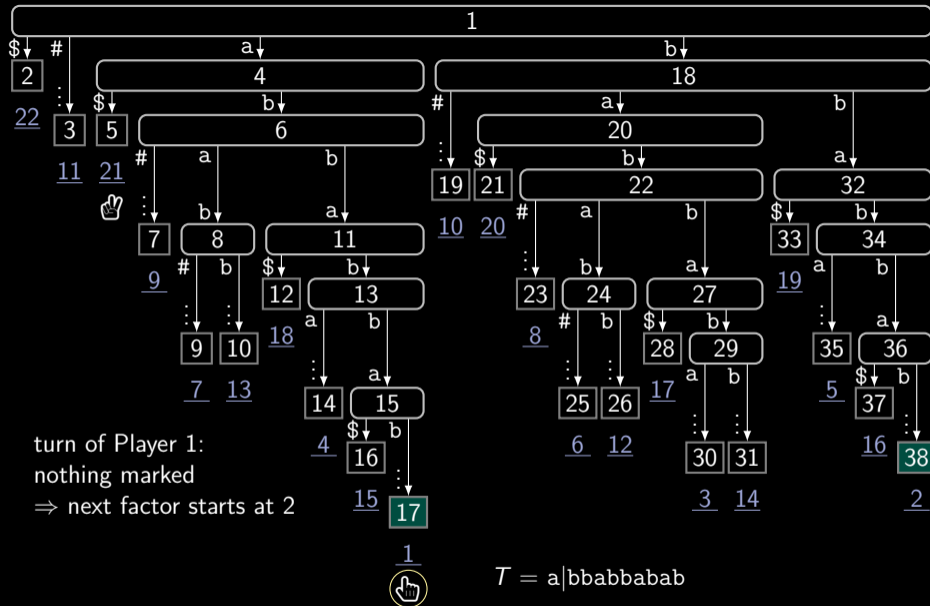 1
$ # a b
2 4 18
$ b # a b
22 3 5 6 20
11 21 # a b $ b a
19 21 22 32
10 20 # a b $ b
b a b a
7 8 11 33 34
9 # b $ b 19 a b
12 13 23 24 27
18 a b 8 # b $ b a
9 10 28 29 35 36
7 13 17 a b 5 $ b
a
14 15 25 26 37
4 $ b 6 12 16
turn of Player 1:
16 30 31 38
nothing marked
15 3 14 2
⇒ next factor starts at 2
17
1
T = a|bbabbabab